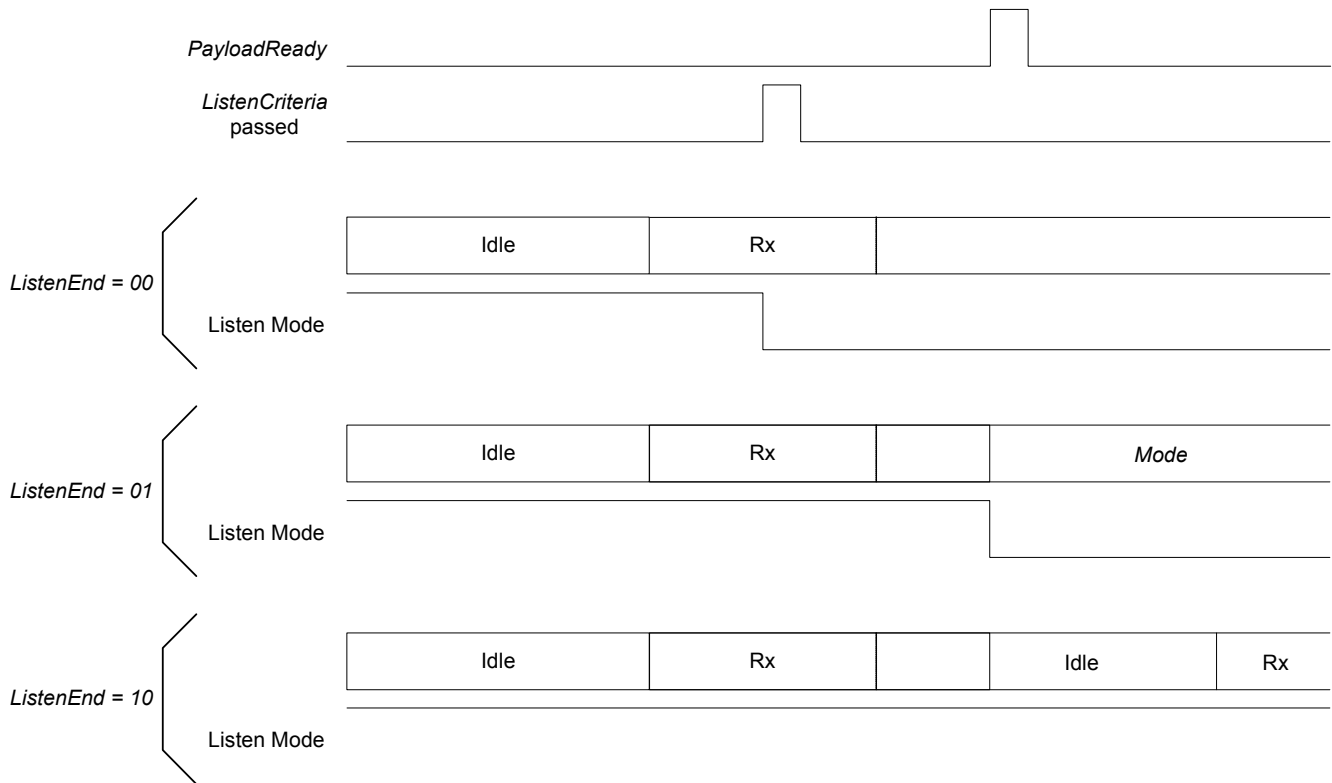 PayloadReady
ListenCriteria
passed
Idle
Rx
ListenEnd = 00
Listen Mode
Idle
Rx
Mode
ListenEnd = 01
Listen Mode
Idle
Rx
Idle
Rx
ListenEnd = 10
Listen Mode